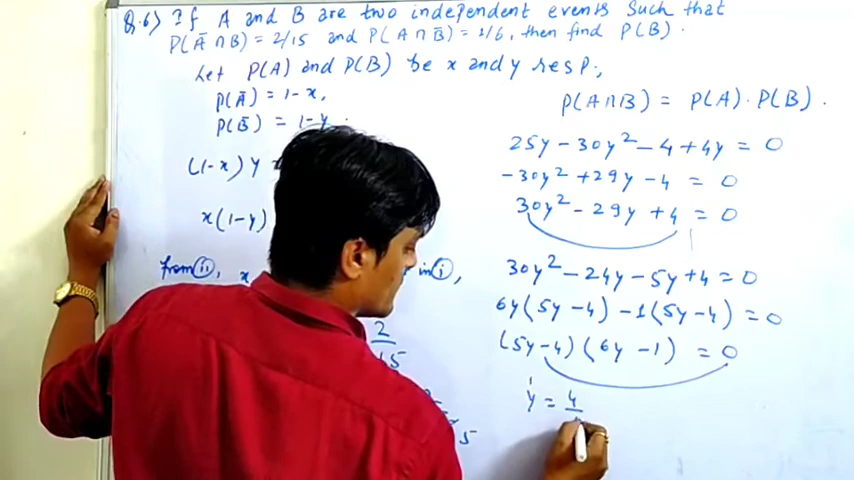 Q.6) If A and B are two independent events such that
P(Ā ∩ B) = 2/15 and P(A ∩ B̄) = 1/6, then find P(B).
Let P(A) and P(B) be x and y resp.,
P(Ā) = 1-x,
P(B̄) = 1-y.
(1-x) y
x(1-y)
from (ii), x in (i),
2
15
5
P(A∩B) = P(A).P(B).
25y - 30y² - 4 + 4y = 0
-30y² + 29y - 4 = 0
30y² - 29y + 4 = 0
30y² - 24y - 5y + 4 = 0
6y(5y-4) - 1(5y-4) = 0
(5y-4) (6y-1) = 0
y = 4